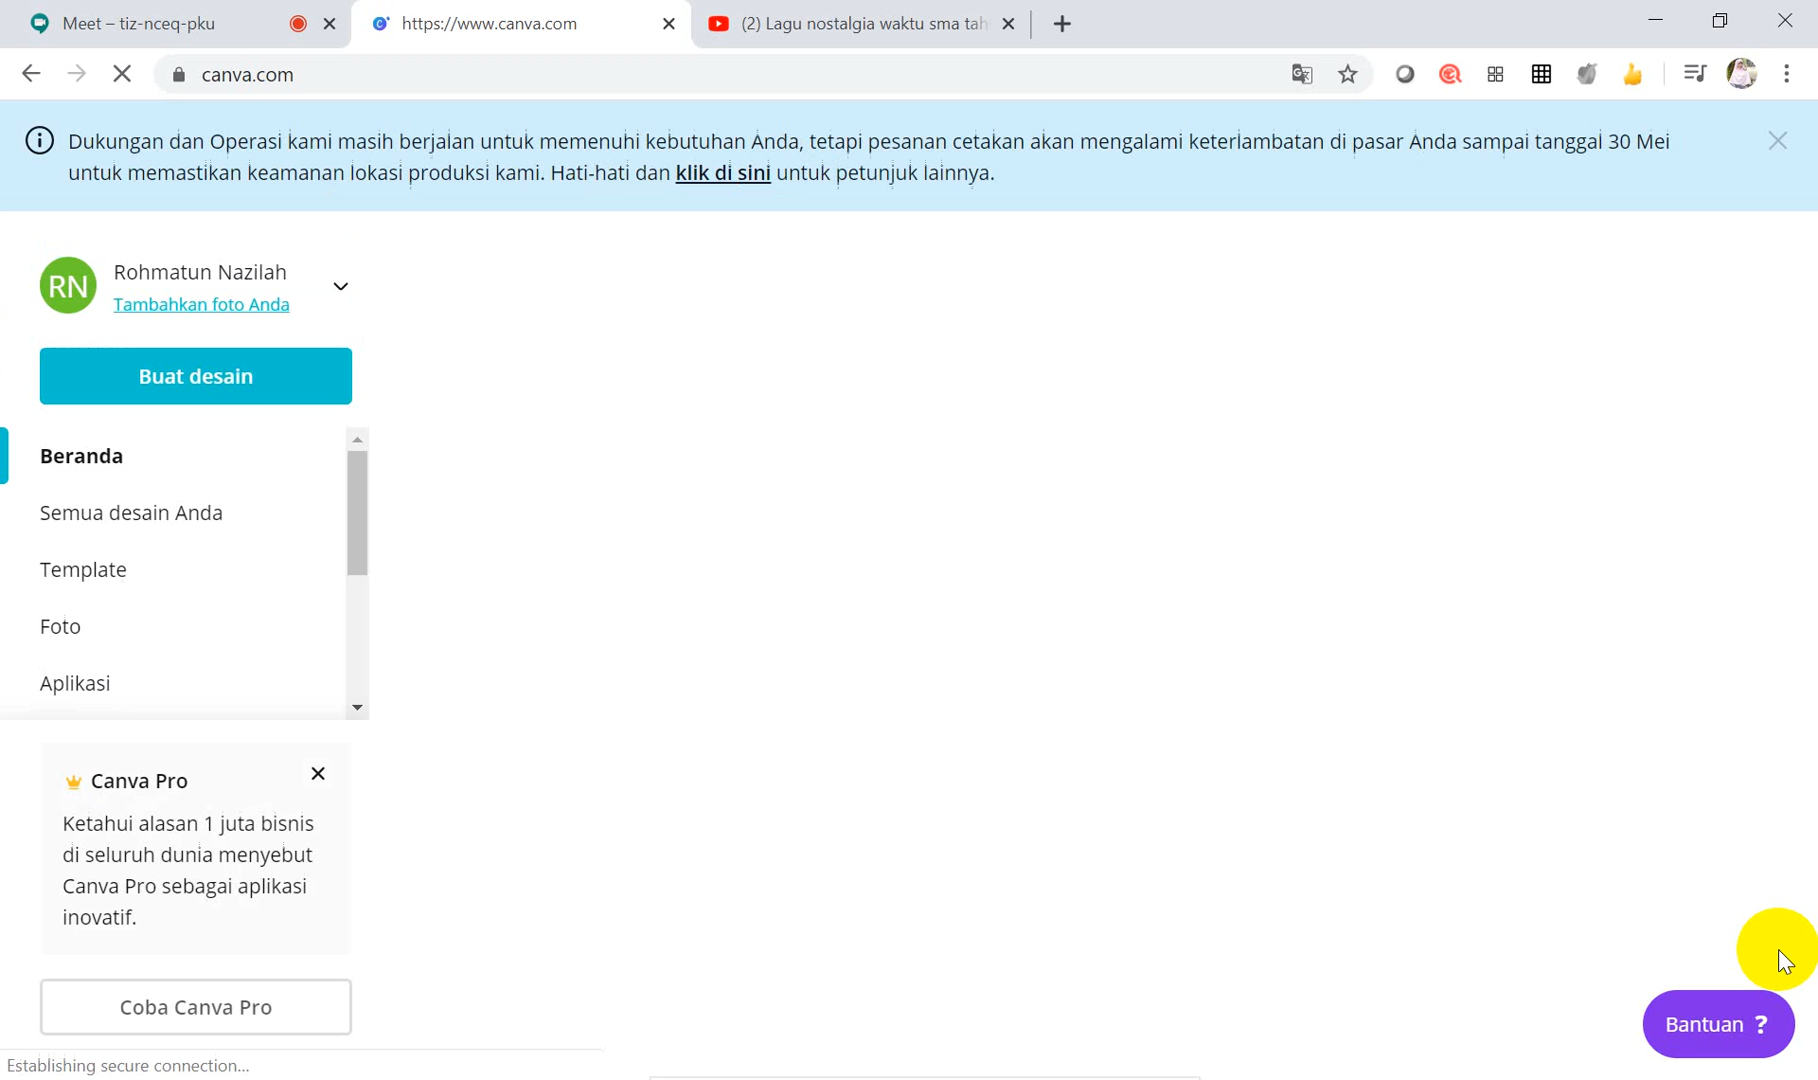 Meet – tiz-nceq-pku
https://www.canva.com
(2) Lagu nostalgia waktu sma tah
canva.com
Dukungan dan Operasi kami masih berjalan untuk memenuhi kebutuhan Anda, tetapi pesanan cetakan akan mengalami keterlambatan di pasar Anda sampai tanggal 30 Mei
untuk memastikan keamanan lokasi produksi kami. Hati-hati dan klik di sini untuk petunjuk lainnya.
RN
Rohmatun Nazilah
Tambahkan foto Anda
Buat desain
Beranda
Semua desain Anda
Template
Foto
Aplikasi
Canva Pro
Ketahui alasan 1 juta bisnis
di seluruh dunia menyebut
Canva Pro sebagai aplikasi
inovatif.
Coba Canva Pro
Bantuan ?
Establishing secure connection...